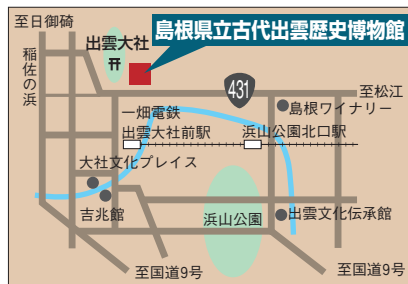 至日御碕
島根県立古代出雲歴史博物館
出雲大社
稲佐の浜
431
至松江
島根ワイナリー
一畑電鉄
出雲大社前駅
浜山公園北口駅
大社文化プレイス
吉兆館
浜山公園
出雲文化伝承館
至国道9号
至国道9号